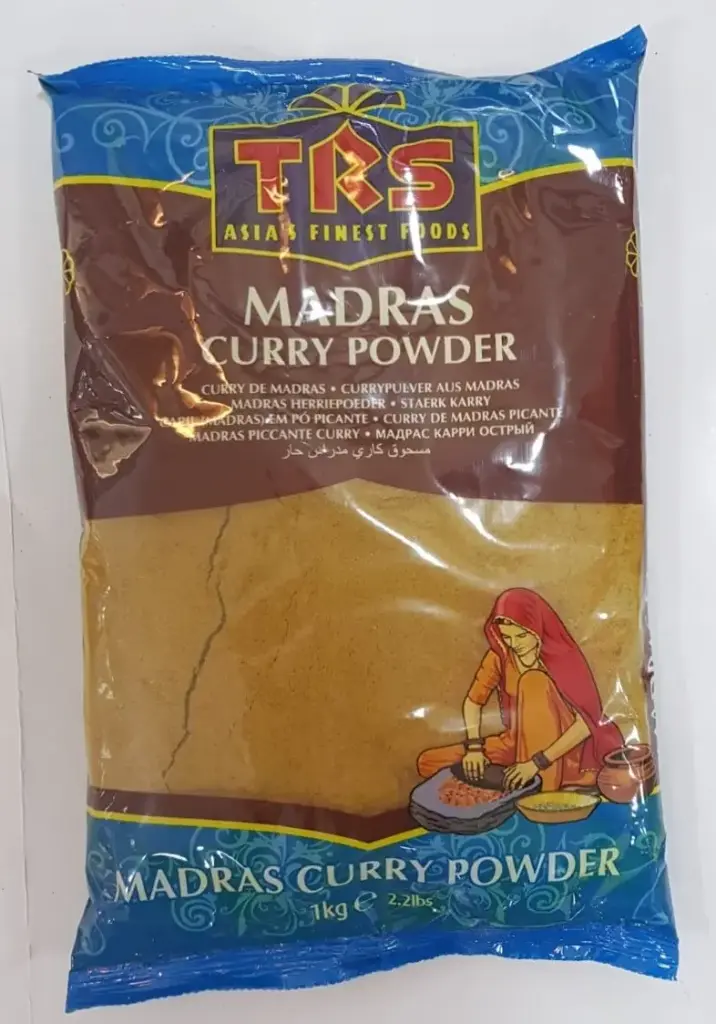 TRS
ASIA'S FINEST FOODS
MADRAS
CURRY POWDER
CURRY DE MADRAS • CURRYPULVER AUS MADRAS
MADRAS HERRIEPOEDER • STAERK KARRY
(MADRAS) EM PÓ PICANTE • CURRY DE MADRAS PICANTE
MADRAS PICCANTE CURRY • МАДРАС КАРРИ ОСТРЫЙ
مسحوق كاري مدراس حار
MADRAS CURRY POWDER
1kg e 2.2lbs